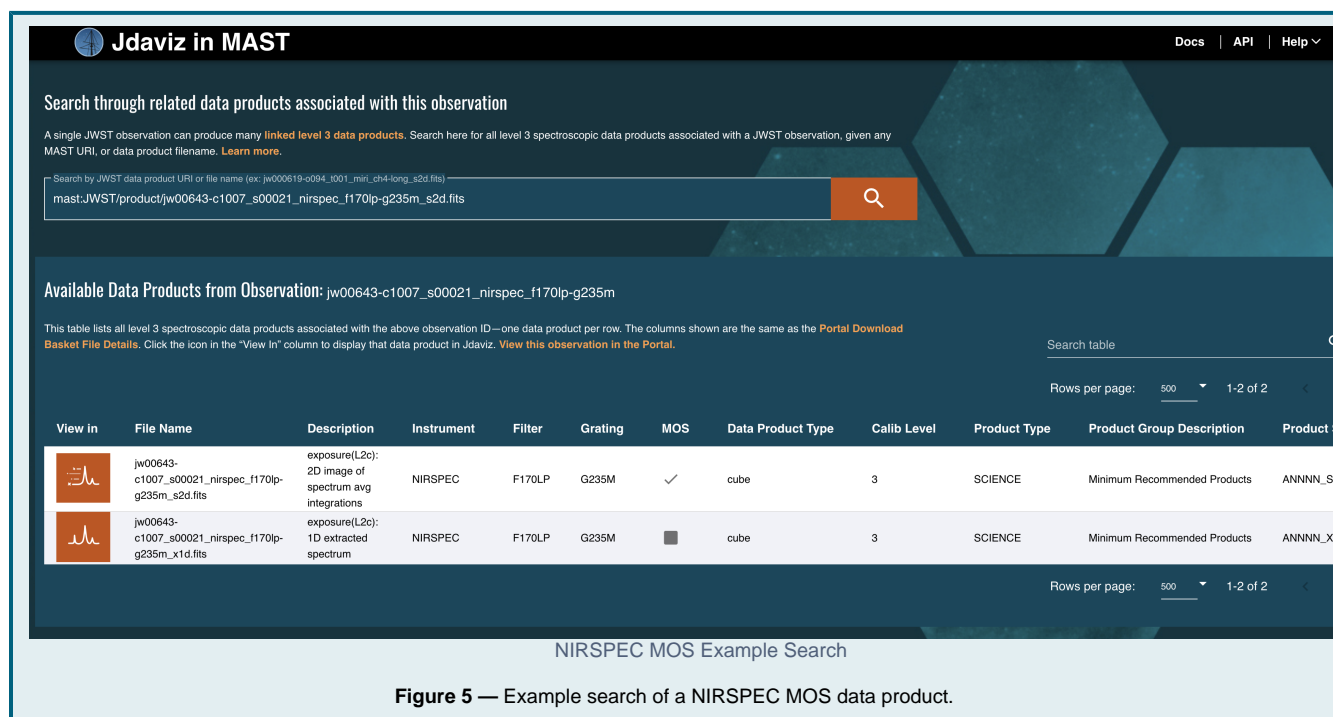 Jdaviz in MAST
Docs | API | Help
Search through related data products associated with this observation
A single JWST observation can produce many linked level 3 data products. Search here for all level 3 spectroscopic data products associated with a JWST observation, given any
MAST URI, or data product filename. Learn more.
Search by JWST data product URI or file name (ex: jw000619-o094_t001_miri_ch4-long_s2d.fits)
mast:JWST/product/jw00643-c1007_s00021_nirspec_f170lp-g235m_s2d.fits
Available Data Products from Observation: jw00643-c1007_s00021_nirspec_f170lp-g235m
This table lists all level 3 spectroscopic data products associated with the above observation ID—one data product per row. The columns shown are the same as the Portal Download
Basket File Details. Click the icon in the “View In” column to display that data product in Jdaviz. View this observation in the Portal.
Search table
Rows per page: 500 1-2 of 2
View in File Name Description Instrument Filter Grating MOS Data Product Type Calib Level Product Type Product Group Description Product
jw00643-
c1007_s00021_nirspec_f170lp-
g235m_s2d.fits
exposure(L2c):
2D image of
spectrum avg
integrations
NIRSPEC F170LP G235M cube 3 SCIENCE Minimum Recommended Products ANNNN_S
jw00643-
c1007_s00021_nirspec_f170lp-
g235m_x1d.fits
exposure(L2c):
1D extracted
spectrum
NIRSPEC F170LP G235M cube 3 SCIENCE Minimum Recommended Products ANNNN_X
Rows per page: 500 1-2 of 2
NIRSPEC MOS Example Search
Figure 5 — Example search of a NIRSPEC MOS data product.